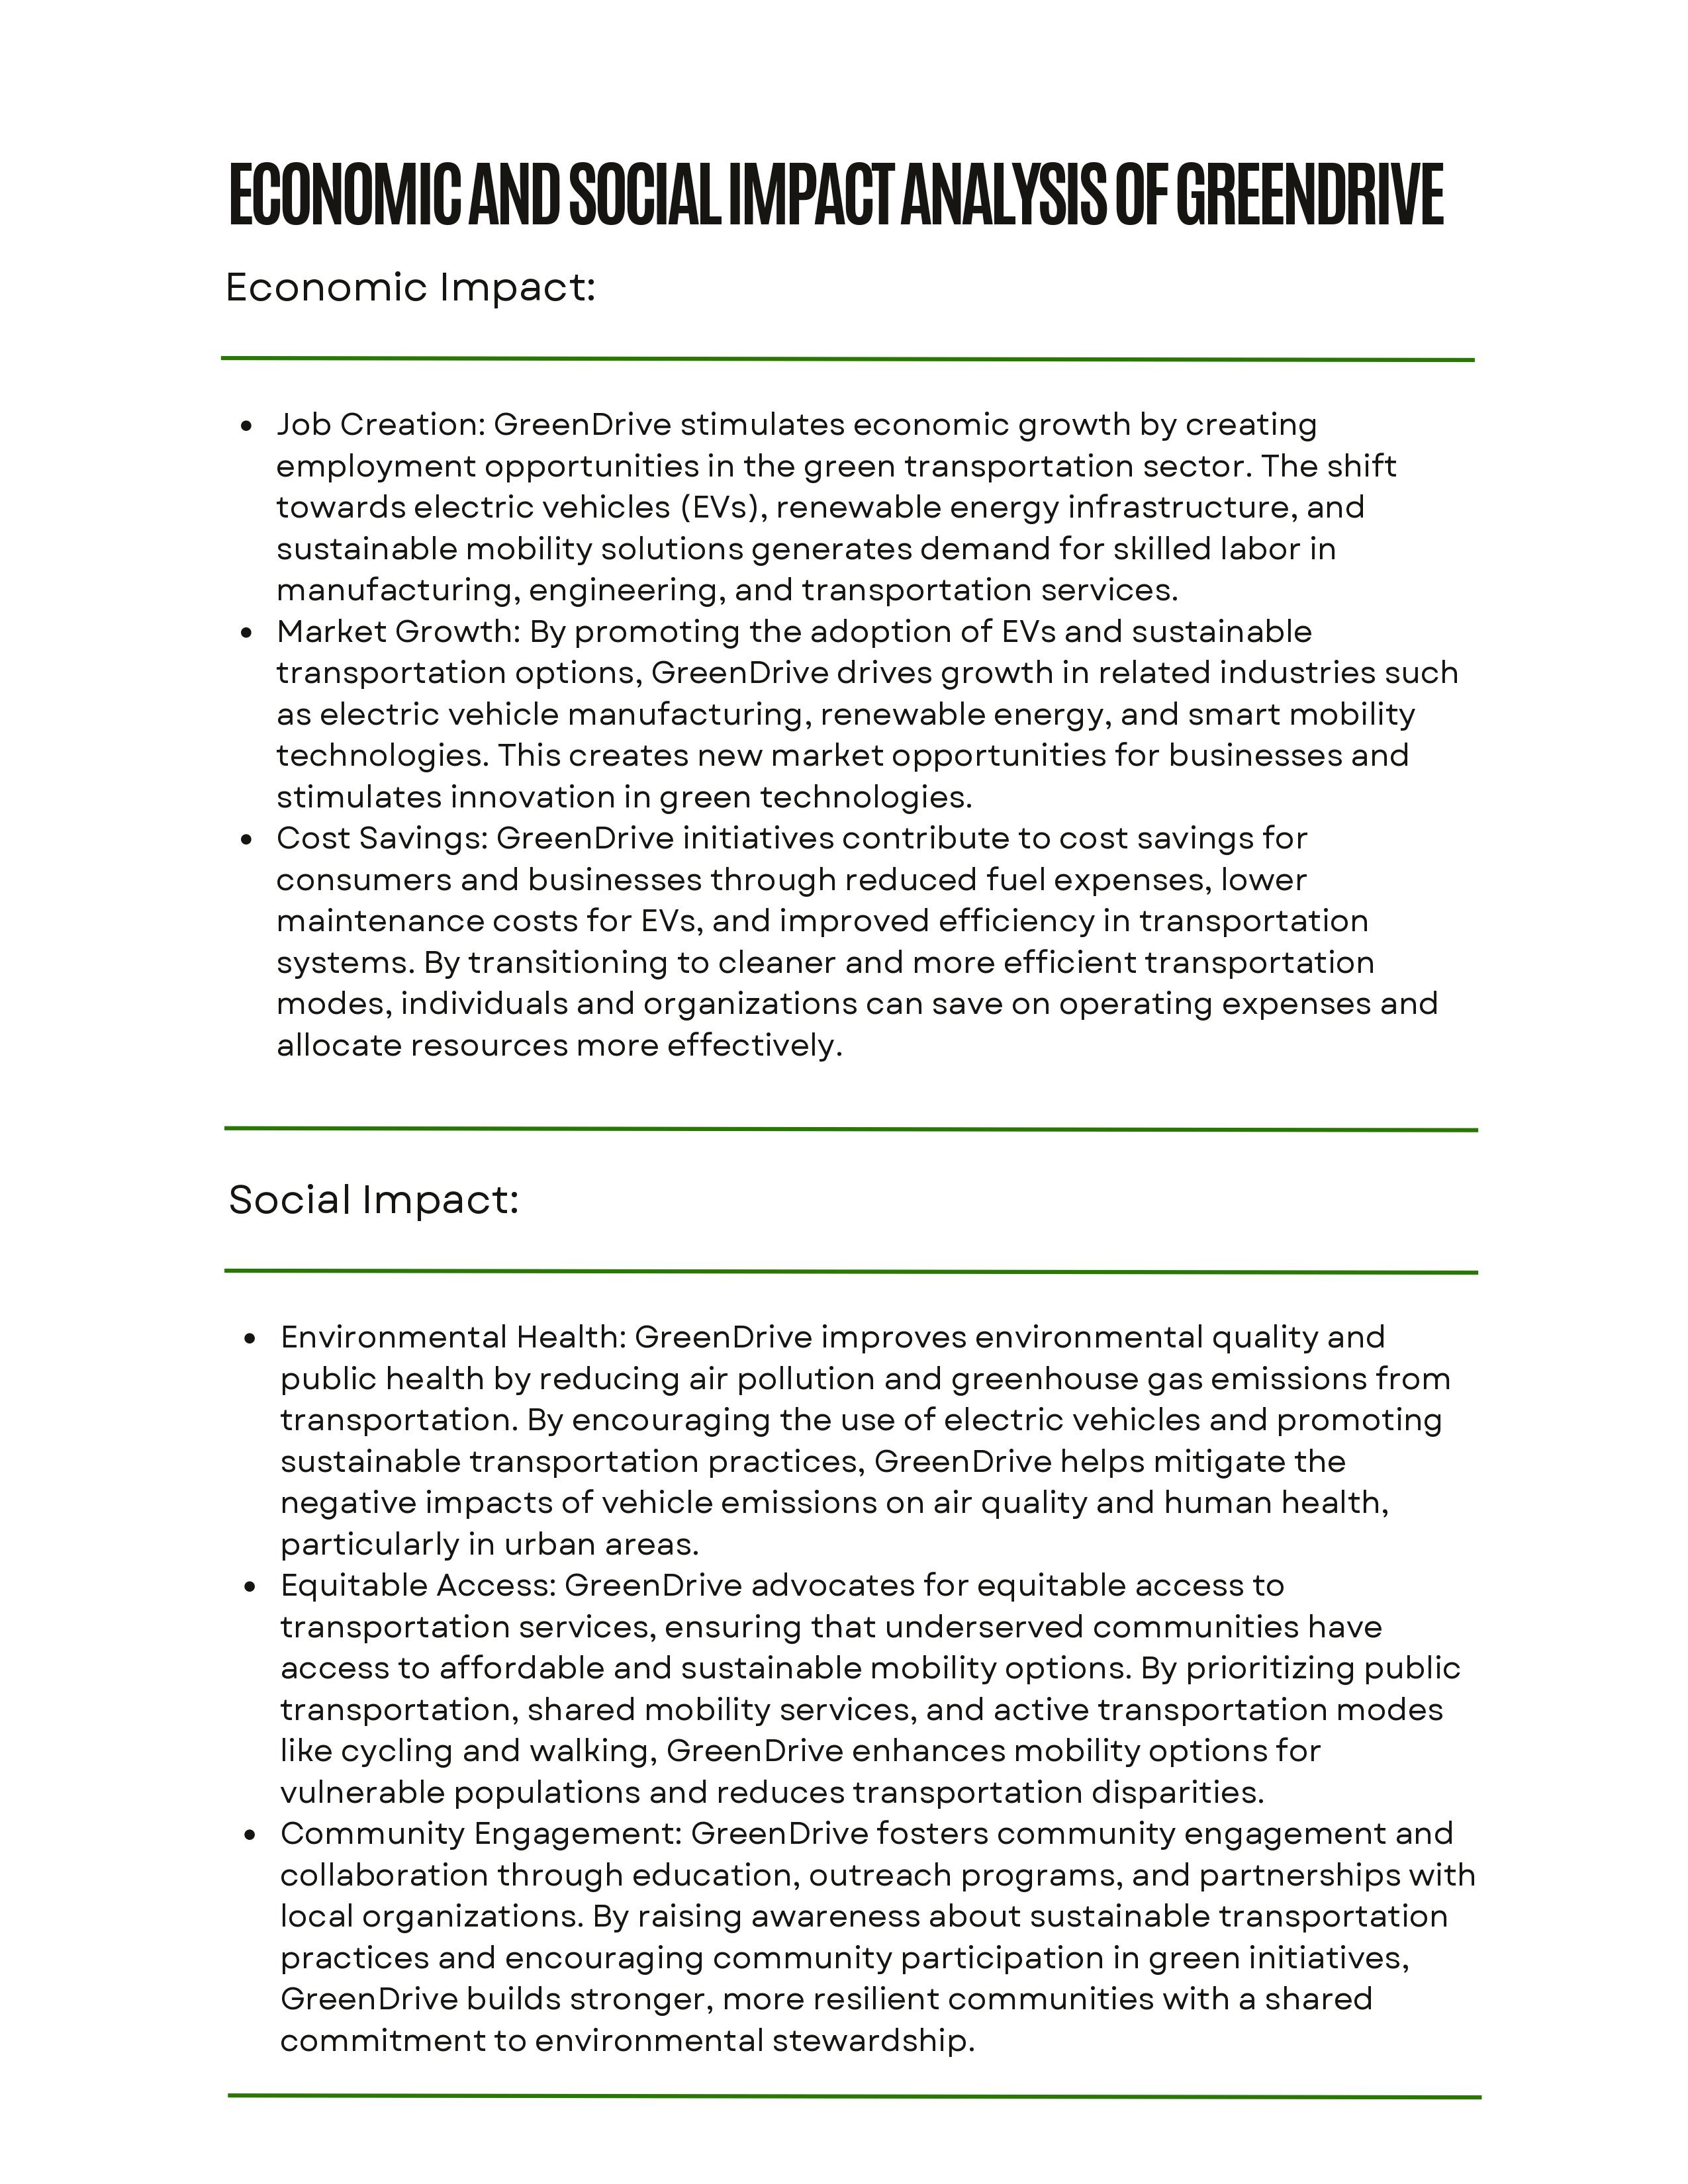 ECONOMIC AND SOCIAL IMPACT ANALYSIS OF GREENDRIVE
Economic Impact:
• Job Creation: GreenDrive stimulates economic growth by creating
employment opportunities in the green transportation sector. The shift
towards electric vehicles (EVs), renewable energy infrastructure, and
sustainable mobility solutions generates demand for skilled labor in
manufacturing, engineering, and transportation services.
• Market Growth: By promoting the adoption of EVs and sustainable
transportation options, GreenDrive drives growth in related industries such
as electric vehicle manufacturing, renewable energy, and smart mobility
technologies. This creates new market opportunities for businesses and
stimulates innovation in green technologies.
• Cost Savings: GreenDrive initiatives contribute to cost savings for
consumers and businesses through reduced fuel expenses, lower
maintenance costs for EVs, and improved efficiency in transportation
systems. By transitioning to cleaner and more efficient transportation
modes, individuals and organizations can save on operating expenses and
allocate resources more effectively.
Social Impact:
• Environmental Health: GreenDrive improves environmental quality and
public health by reducing air pollution and greenhouse gas emissions from
transportation. By encouraging the use of electric vehicles and promoting
sustainable transportation practices, GreenDrive helps mitigate the
negative impacts of vehicle emissions on air quality and human health,
particularly in urban areas.
• Equitable Access: GreenDrive advocates for equitable access to
transportation services, ensuring that underserved communities have
access to affordable and sustainable mobility options. By prioritizing public
transportation, shared mobility services, and active transportation modes
like cycling and walking, GreenDrive enhances mobility options for
vulnerable populations and reduces transportation disparities.
• Community Engagement: GreenDrive fosters community engagement and
collaboration through education, outreach programs, and partnerships with
local organizations. By raising awareness about sustainable transportation
practices and encouraging community participation in green initiatives,
GreenDrive builds stronger, more resilient communities with a shared
commitment to environmental stewardship.